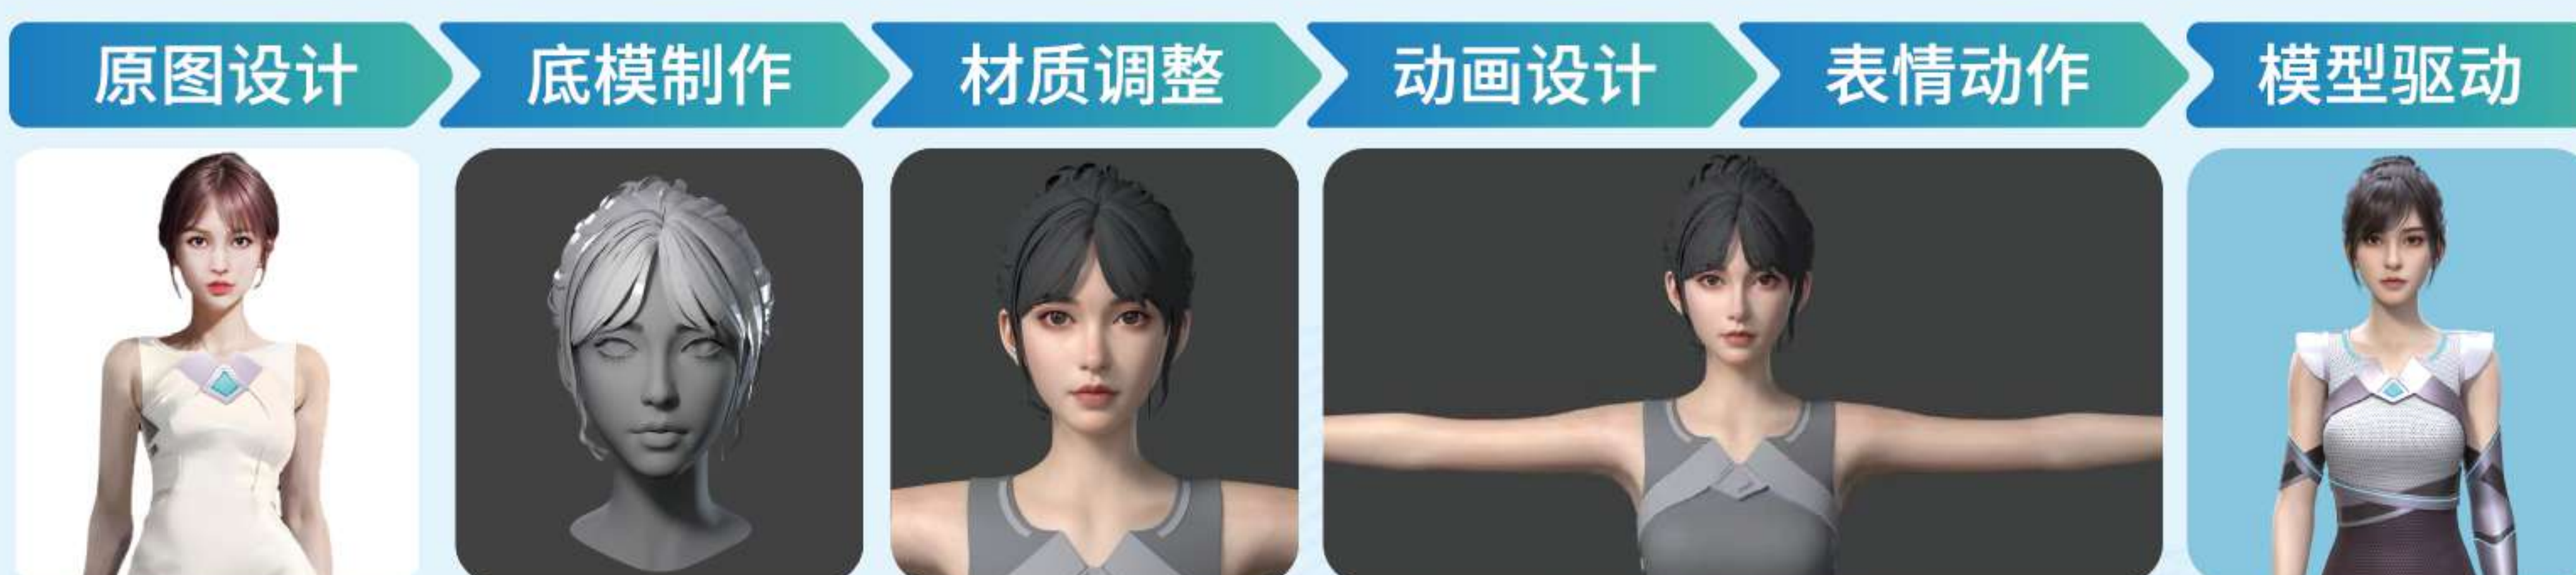 原图设计
底模制作
材质调整
动画设计
表情动作
模型驱动